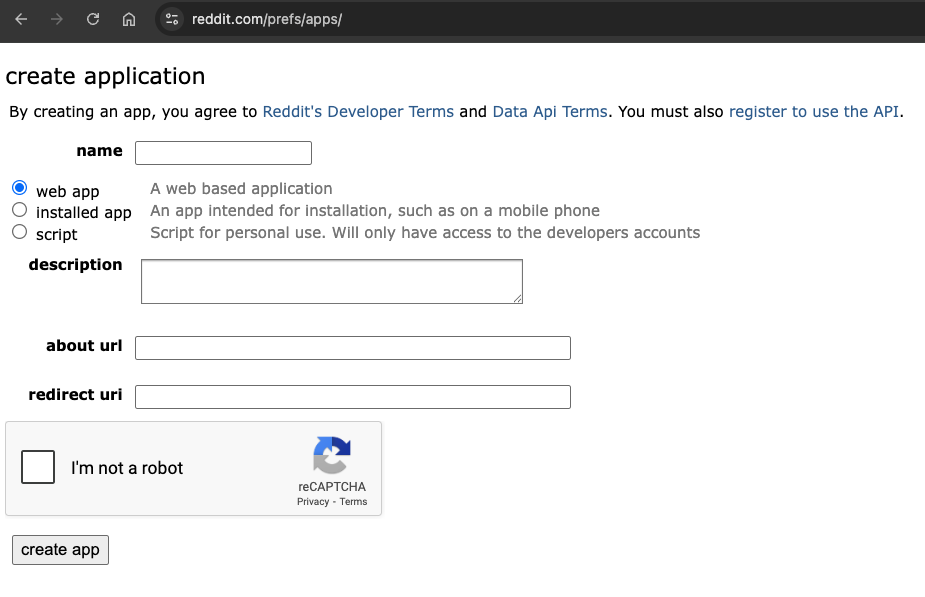 reddit.com/prefs/apps/
create application
By creating an app, you agree to Reddit's Developer Terms and Data Api Terms. You must also register to use the API.
name
web app A web based application
installed app An app intended for installation, such as on a mobile phone
script Script for personal use. Will only have access to the developers accounts
description
about url
redirect uri
I'm not a robot
reCAPTCHA
Privacy - Terms
create app